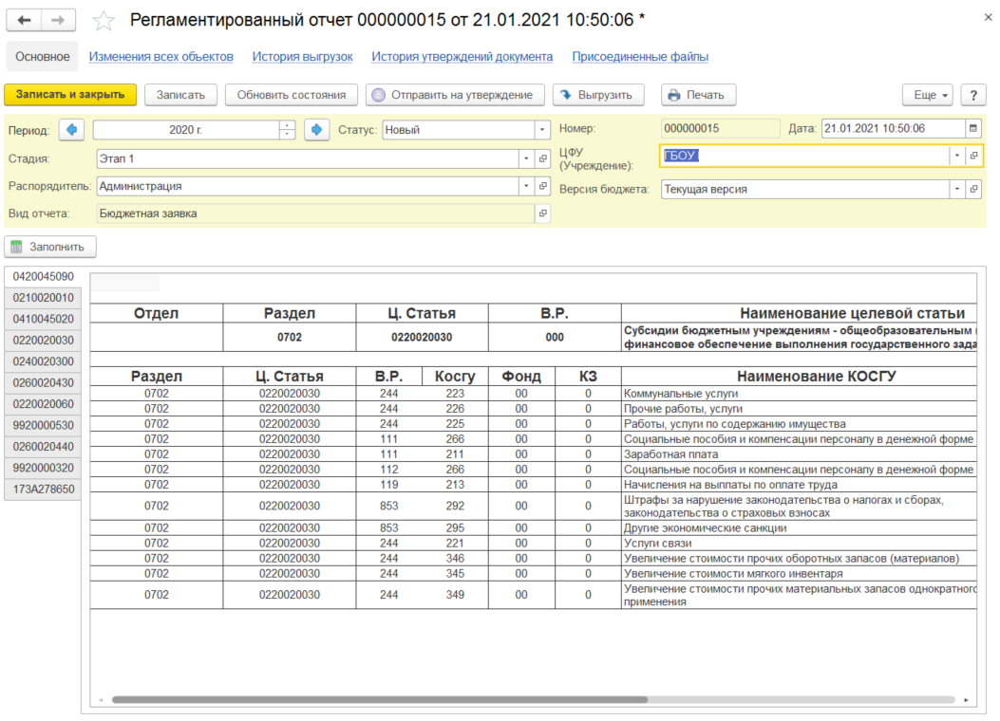 Регламентированный отчет 000000015 от 21.01.2021 10:50:06 *
Основное Изменения всех объектов История выгрузок История утверждений документа Присоединенные файлы
Записать и закрыть Записать Обновить состояния Отправить на утверждение Выгрузить Печать Еще ?
Период: 2020 г. Статус: Новый Номер: 000000015 Дата: 21.01.2021 10:50:06
Стадия: Этап 1 ЦФУ (Учреждение): ГБОУ
Распорядитель: Администрация Версия бюджета: Текущая версия
Вид отчета: Бюджетная заявка
Заполнить
0420045090
0210020010
0410045020
0220020030
0240020300
0260020430
0220020060
9920000530
0260020440
9920000320
173A278650
Отдел Раздел Ц. Статья В.Р. Наименование целевой статьи
0702 0220020030 000 Субсидии бюджетным учреждениям - общеобразовательным
финансовое обеспечение выполнения государственного зада
Раздел Ц. Статья В.Р. Косгу Фонд КЗ Наименование КОСГУ
0702 0220020030 244 223 00 0 Коммунальные услуги
0702 0220020030 244 226 00 0 Прочие работы, услуги
0702 0220020030 244 225 00 0 Работы, услуги по содержанию имущества
0702 0220020030 111 266 00 0 Социальные пособия и компенсации персоналу в денежной форме
0702 0220020030 111 211 00 0 Заработная плата
0702 0220020030 112 266 00 0 Социальные пособия и компенсации персоналу в денежной форме
0702 0220020030 119 213 00 0 Начисления на выплаты по оплате труда
0702 0220020030 853 292 00 0 Штрафы за нарушение законодательства о налогах и сборах,
законодательства о страховых взносах
0702 0220020030 853 295 00 0 Другие экономические санкции
0702 0220020030 244 221 00 0 Услуги связи
0702 0220020030 244 346 00 0 Увеличение стоимости прочих оборотных запасов (материалов)
0702 0220020030 244 345 00 0 Увеличение стоимости мягкого инвентаря
0702 0220020030 244 349 00 0 Увеличение стоимости прочих материальных запасов однократного
применения